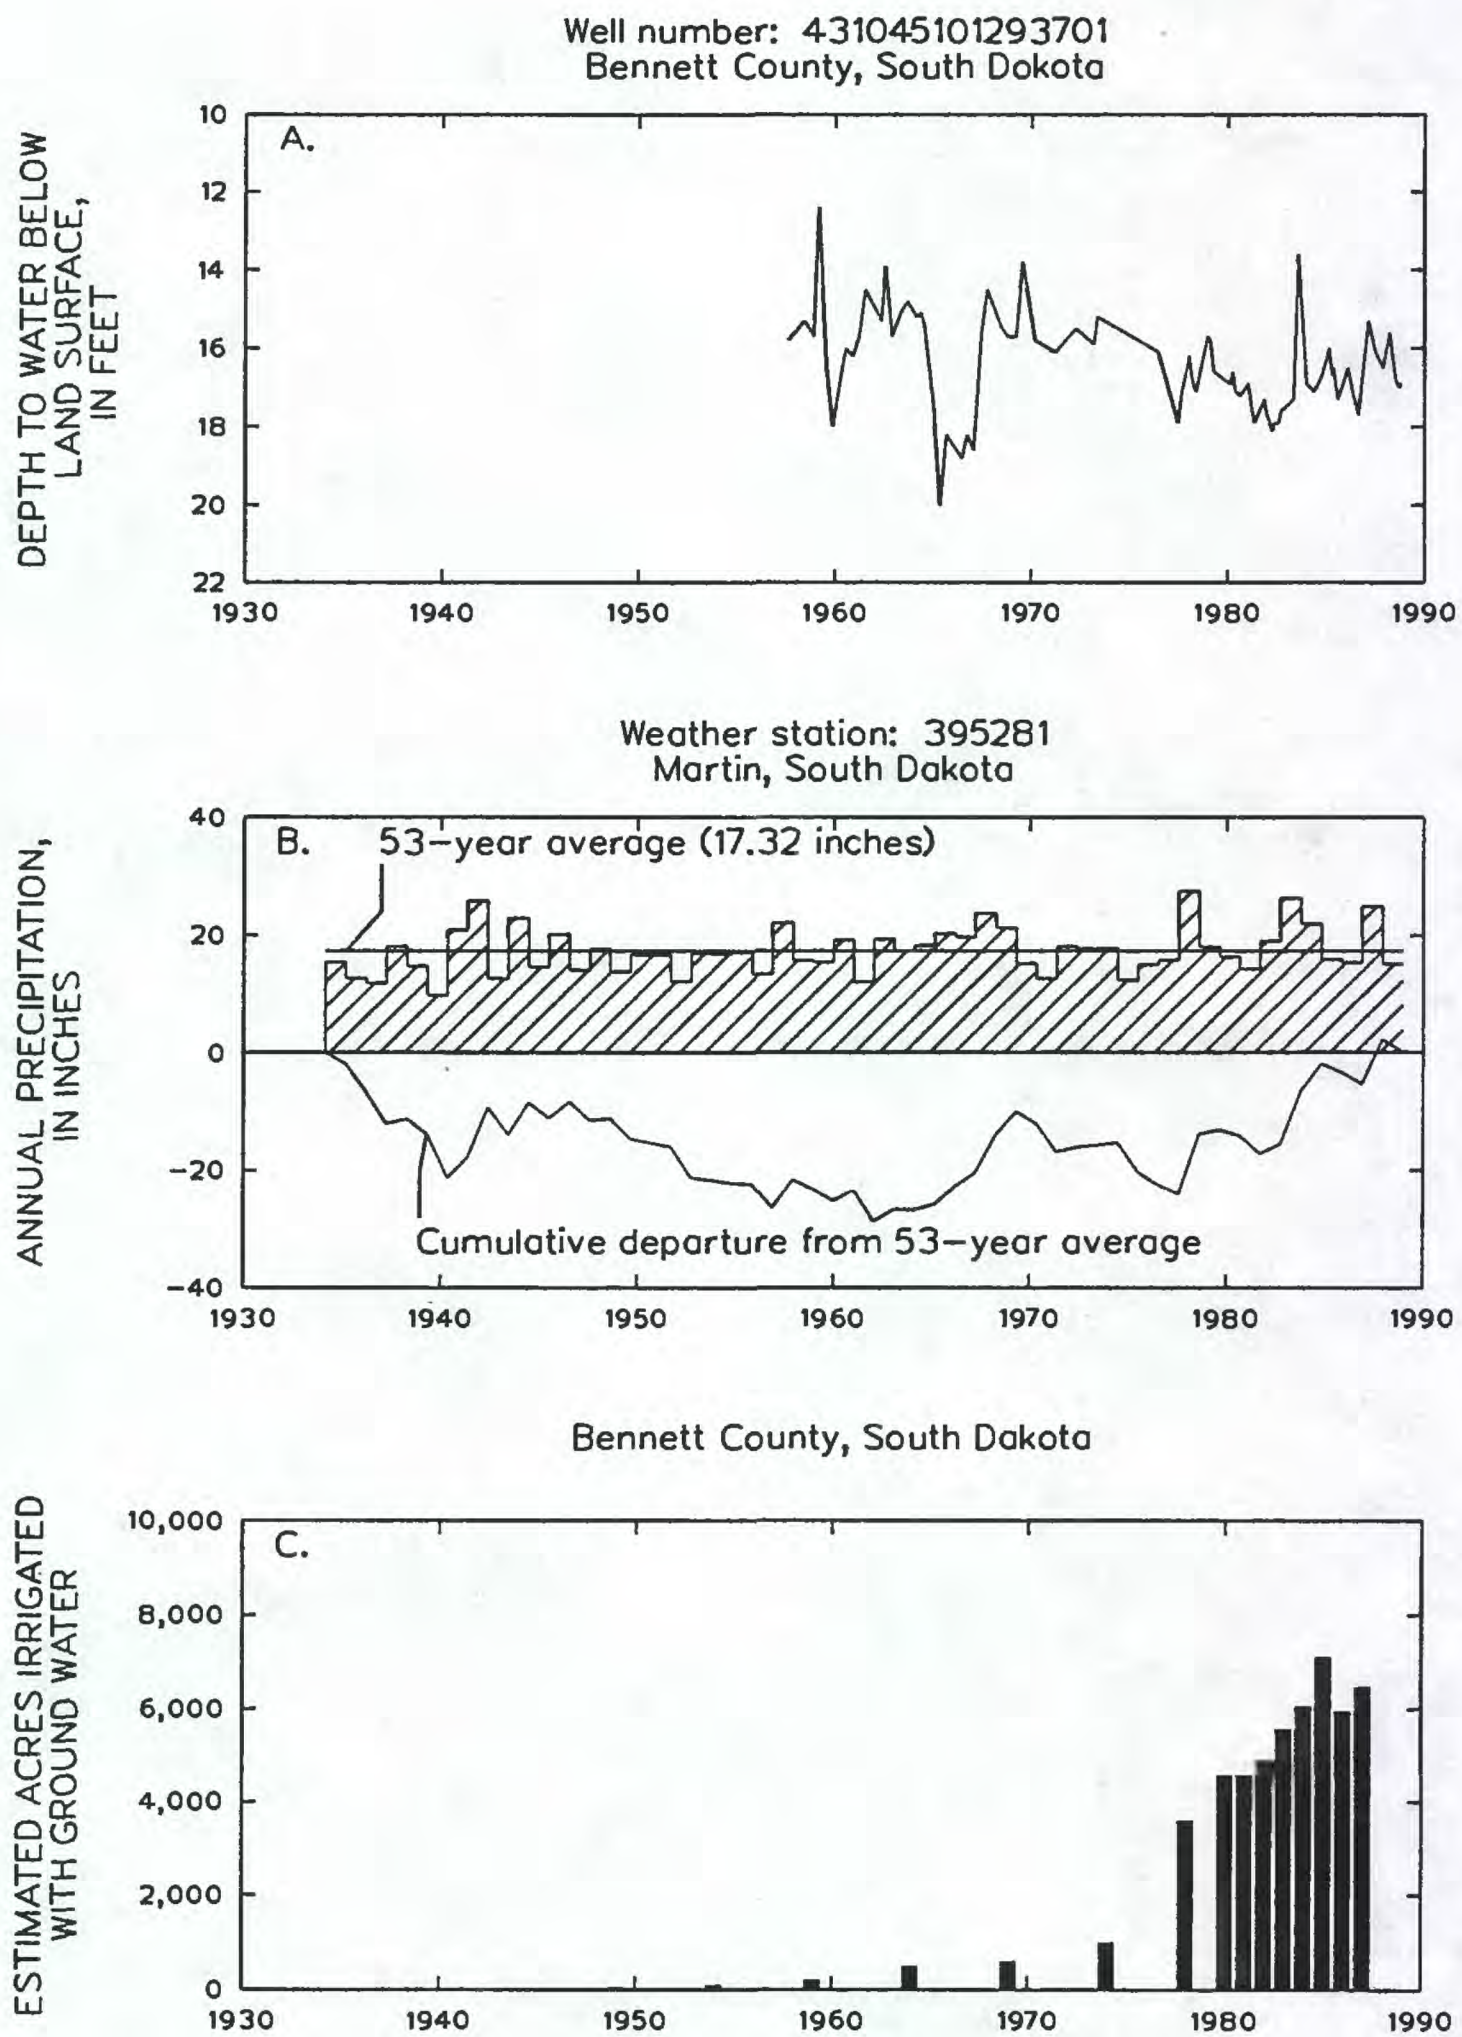 Well number: 431045101293701
Bennett County, South Dokota
A.
DEPTH TO WATER BELOW
LAND SURFACE,
IN FEET
10
12
14
16
18
20
22
1930 1940 1950 1960 1970 1980 1990
Weather station: 395281
Martin, South Dakota
B. 53-year average (17.32 inches)
ANNUAL PRECIPITATION,
IN INCHES
40
20
0
-20
-40
Cumulative departure from 53-year average
1930 1940 1950 1960 1970 1980 1990
Bennett County, South Dakota
C.
ESTIMATED ACRES IRRIGATED
WITH GROUND WATER
10,000
8,000
6,000
4,000
2,000
0
1930 1940 1950 1960 1970 1980 1990